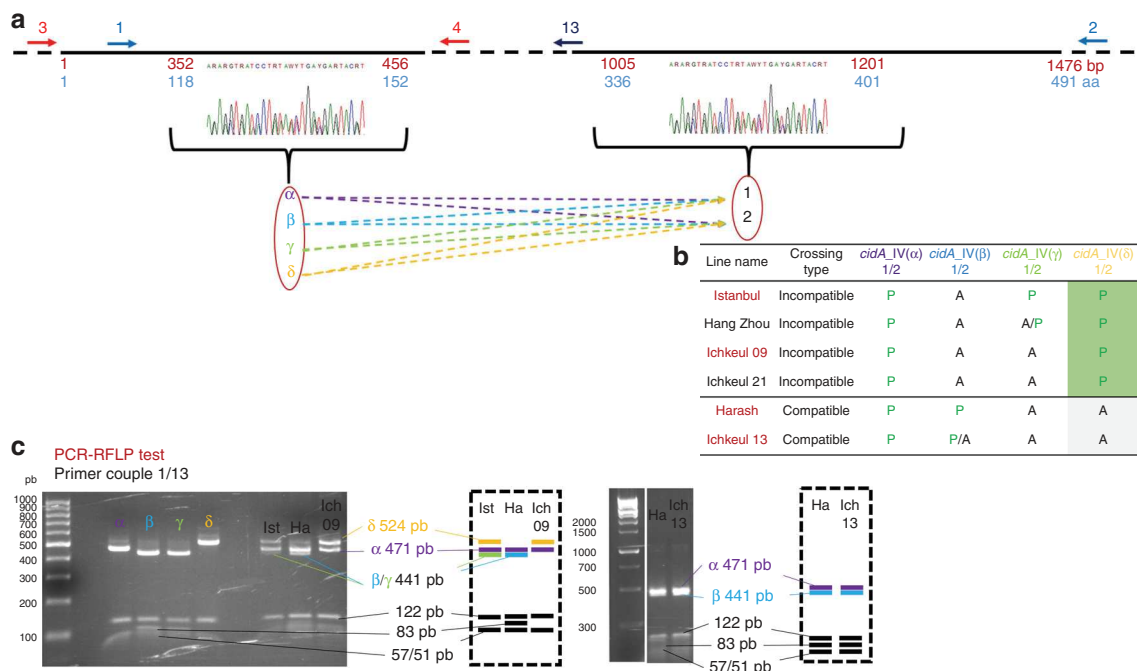 a
3 1 4 13 2
1 352 ARARGTRATCCTRTAWYTGAYGARTACRT 456 1005 ARARGTRATCCTRTAWYTGAYGARTACRT 1201 1476 bp
1 118 152 336 401 491 aa
α
β
γ
δ
1
2
b
Line name Crossing type cidA_IV(α) 1/2 cidA_IV(β) 1/2 cidA_IV(γ) 1/2 cidA_IV(δ) 1/2
Istanbul Incompatible P A P P
Hang Zhou Incompatible P A A/P P
Ichkeul 09 Incompatible P A A P
Ichkeul 21 Incompatible P A A P
Harash Compatible P P A A
Ichkeul 13 Compatible P P/A A A
c
PCR-RFLP test
Primer couple 1/13
pb
1000
900
800
700
600
500
400
300
200
100
α β γ δ Ist Ha Ich 09
δ 524 pb
α 471 pb
β/γ 441 pb
122 pb
83 pb
57/51 pb
Ist Ha Ich 09
2000
1500
1000
500
300
Ha Ich 13
α 471 pb
β 441 pb
122 pb
83 pb
57/51 pb
Ha Ich 13